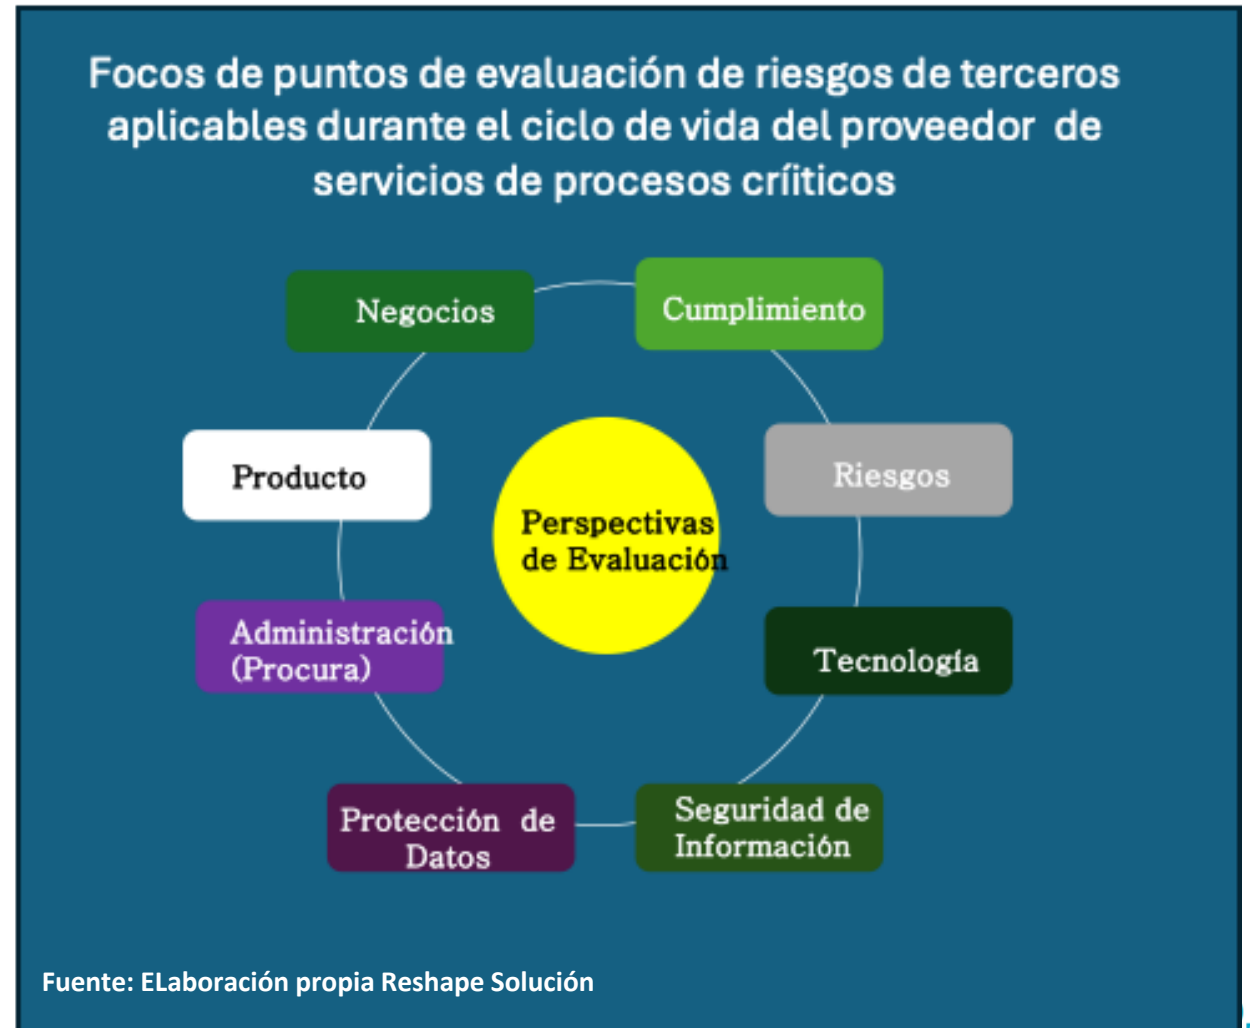 Focos de puntos de evaluación de riesgos de terceros
aplicables durante el ciclo de vida del proveedor de
servicios de procesos críiticos
Negocios
Cumplimiento
Producto
Riesgos
Perspectivas
de Evaluación
Administración
(Procura)
Tecnología
Protección de
Datos
Seguridad de
Información
Fuente: ELaboración propia Reshape Solución